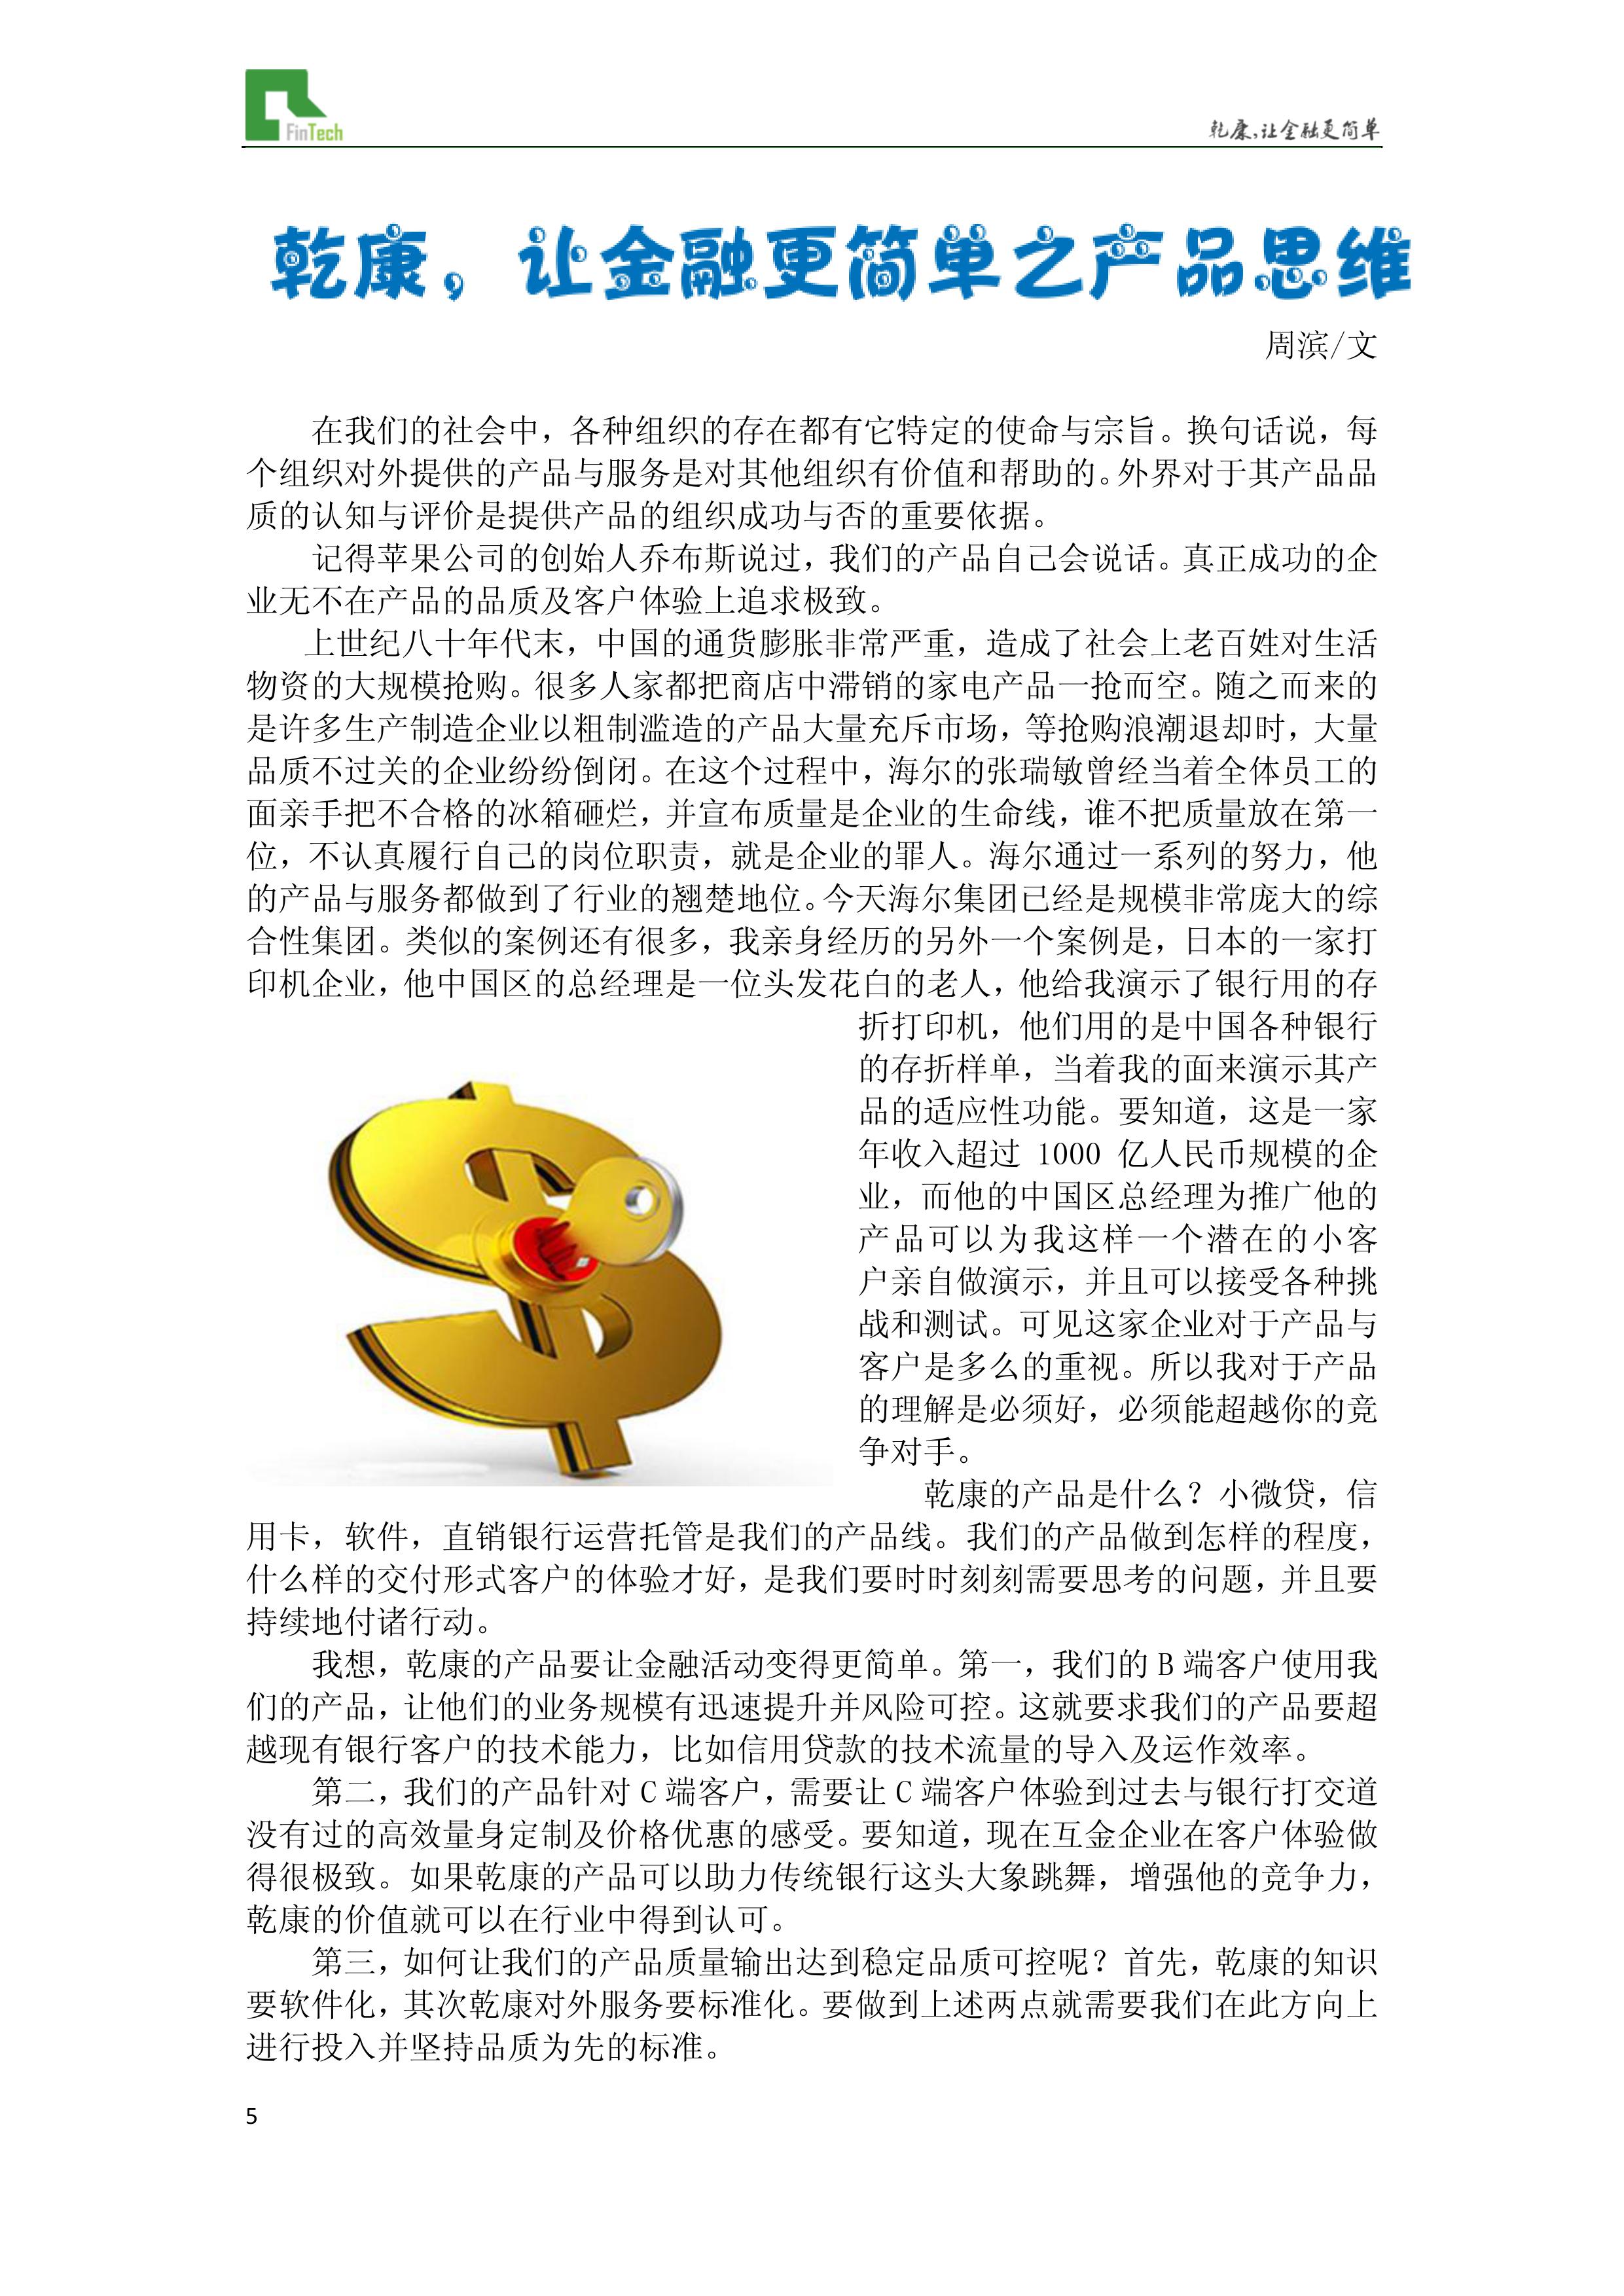 FinTech
乾康,让金融更简单
乾康，让金融更简单之产品思维
周滨/文
在我们的社会中，各种组织的存在都有它特定的使命与宗旨。换句话说，每
个组织对外提供的产品与服务是对其他组织有价值和帮助的。外界对于其产品品
质的认知与评价是提供产品的组织成功与否的重要依据。
记得苹果公司的创始人乔布斯说过，我们的产品自己会说话。真正成功的企
业无不在产品的品质及客户体验上追求极致。
上世纪八十年代末，中国的通货膨胀非常严重，造成了社会上老百姓对生活
物资的大规模抢购。很多人家都把商店中滞销的家电产品一抢而空。随之而来的
是许多生产制造企业以粗制滥造的产品大量充斥市场，等抢购浪潮退却时，大量
品质不过关的企业纷纷倒闭。在这个过程中，海尔的张瑞敏曾经当着全体员工的
面亲手把不合格的冰箱砸烂，并宣布质量是企业的生命线，谁不把质量放在第一
位，不认真履行自己的岗位职责，就是企业的罪人。海尔通过一系列的努力，他
的产品与服务都做到了行业的翘楚地位。今天海尔集团已经是规模非常庞大的综
合性集团。类似的案例还有很多，我亲身经历的另外一个案例是，日本的一家打
印机企业，他中国区的总经理是一位头发花白的老人，他给我演示了银行用的存
折打印机，他们用的是中国各种银行
的存折样单，当着我的面来演示其产
品的适应性功能。要知道，这是一家
年收入超过 1000 亿人民币规模的企
业，而他的中国区总经理为推广他的
产品可以为我这样一个潜在的小客
户亲自做演示，并且可以接受各种挑
战和测试。可见这家企业对于产品与
客户是多么的重视。所以我对于产品
的理解是必须好，必须能超越你的竞
争对手。
乾康的产品是什么？小微贷，信
用卡，软件，直销银行运营托管是我们的产品线。我们的产品做到怎样的程度，
什么样的交付形式客户的体验才好，是我们要时时刻刻需要思考的问题，并且要
持续地付诸行动。
我想，乾康的产品要让金融活动变得更简单。第一，我们的 B 端客户使用我
们的产品，让他们的业务规模有迅速提升并风险可控。这就要求我们的产品要超
越现有银行客户的技术能力，比如信用贷款的技术流量的导入及运作效率。
第二，我们的产品针对 C 端客户，需要让 C 端客户体验到过去与银行打交道
没有过的高效量身定制及价格优惠的感受。要知道，现在互金企业在客户体验做
得很极致。如果乾康的产品可以助力传统银行这头大象跳舞，增强他的竞争力，
乾康的价值就可以在行业中得到认可。
第三，如何让我们的产品质量输出达到稳定品质可控呢？首先，乾康的知识
要软件化，其次乾康对外服务要标准化。要做到上述两点就需要我们在此方向上
进行投入并坚持品质为先的标准。
5